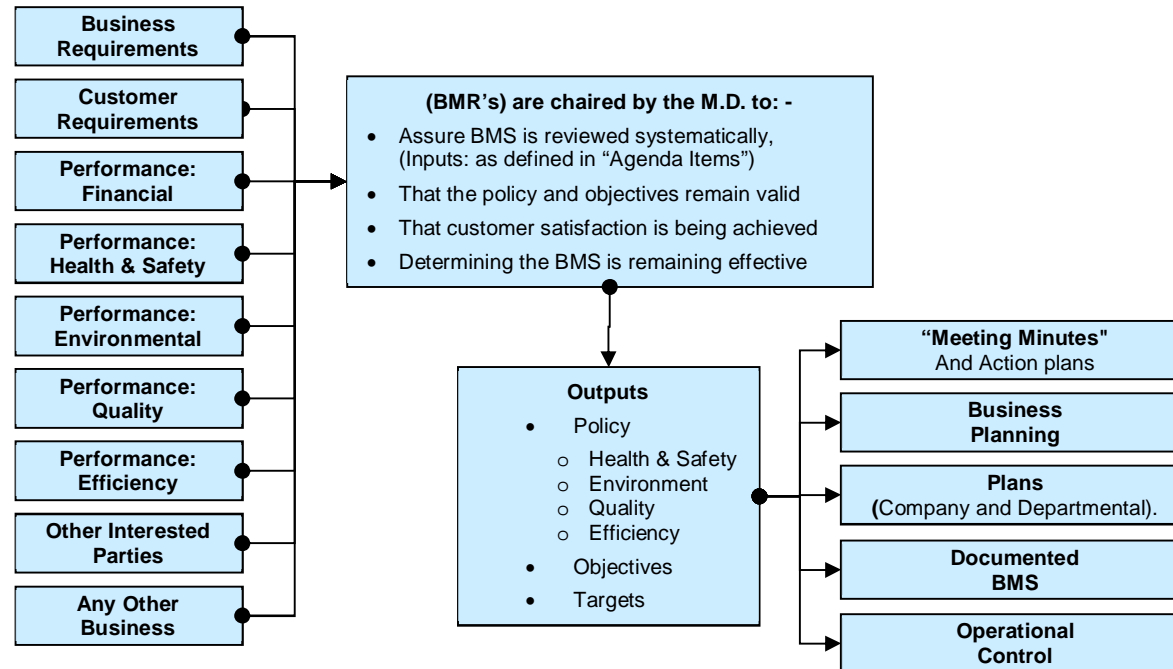 Business
Requirements
Customer
Requirements
Performance:
Financial
Performance:
Health & Safety
Performance:
Environmental
Performance:
Quality
Performance:
Efficiency
Other Interested
Parties
Any Other
Business
(BMR's) are chaired by the M.D. to: -
• Assure BMS is reviewed systematically,
(Inputs: as defined in “Agenda Items”)
• That the policy and objectives remain valid
• That customer satisfaction is being achieved
• Determining the BMS is remaining effective
Outputs
• Policy
o Health & Safety
o Environment
o Quality
o Efficiency
• Objectives
• Targets
“Meeting Minutes"
And Action plans
Business
Planning
Plans
(Company and Departmental).
Documented
BMS
Operational
Control